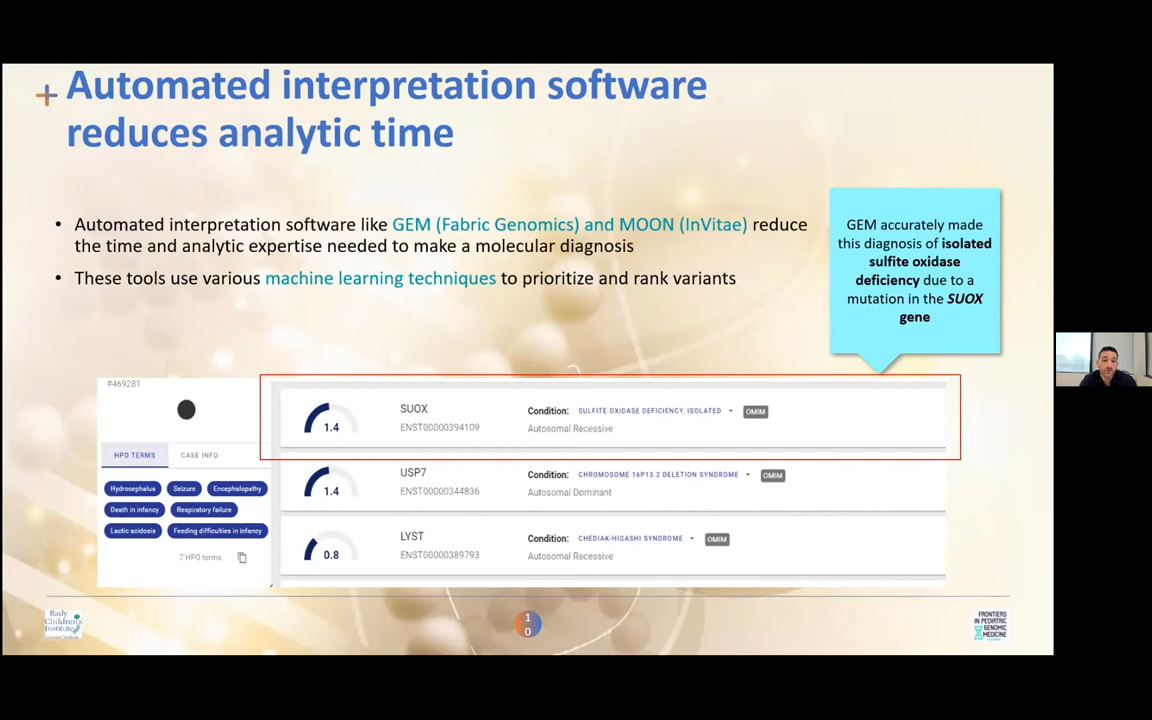 Automated interpretation software
reduces analytic time
• Automated interpretation software like GEM (Fabric Genomics) and MOON (InVitae) reduce
the time and analytic expertise needed to make a molecular diagnosis
• These tools use various machine learning techniques to prioritize and rank variants
GEM accurately made
this diagnosis of isolated
sulfite oxidase
deficiency due to a
mutation in the SUOX
gene
#469281
HPO TERMS CASE INFO
Hydrocephalus Seizure Encephalopathy
Death in infancy Respiratory failure
Lactic acidosis Feeding difficulties in infancy
7 HPO terms
1.4
SUOX
ENST00000394109
Condition: SULFITE OXIDASE DEFICIENCY, ISOLATED OMIM
Autosomal Recessive
1.4
USP7
ENST00000344836
Condition: CHROMOSOME 16P13.2 DELETION SYNDROME OMIM
Autosomal Dominant
0.8
LYST
ENST00000389793
Condition: CHEDIAK-HIGASHI SYNDROME OMIM
Autosomal Recessive
Rady
Children's
Institute
1
0
FRONTIERS
IN PEDIATRIC
GENOMIC
MEDICINE